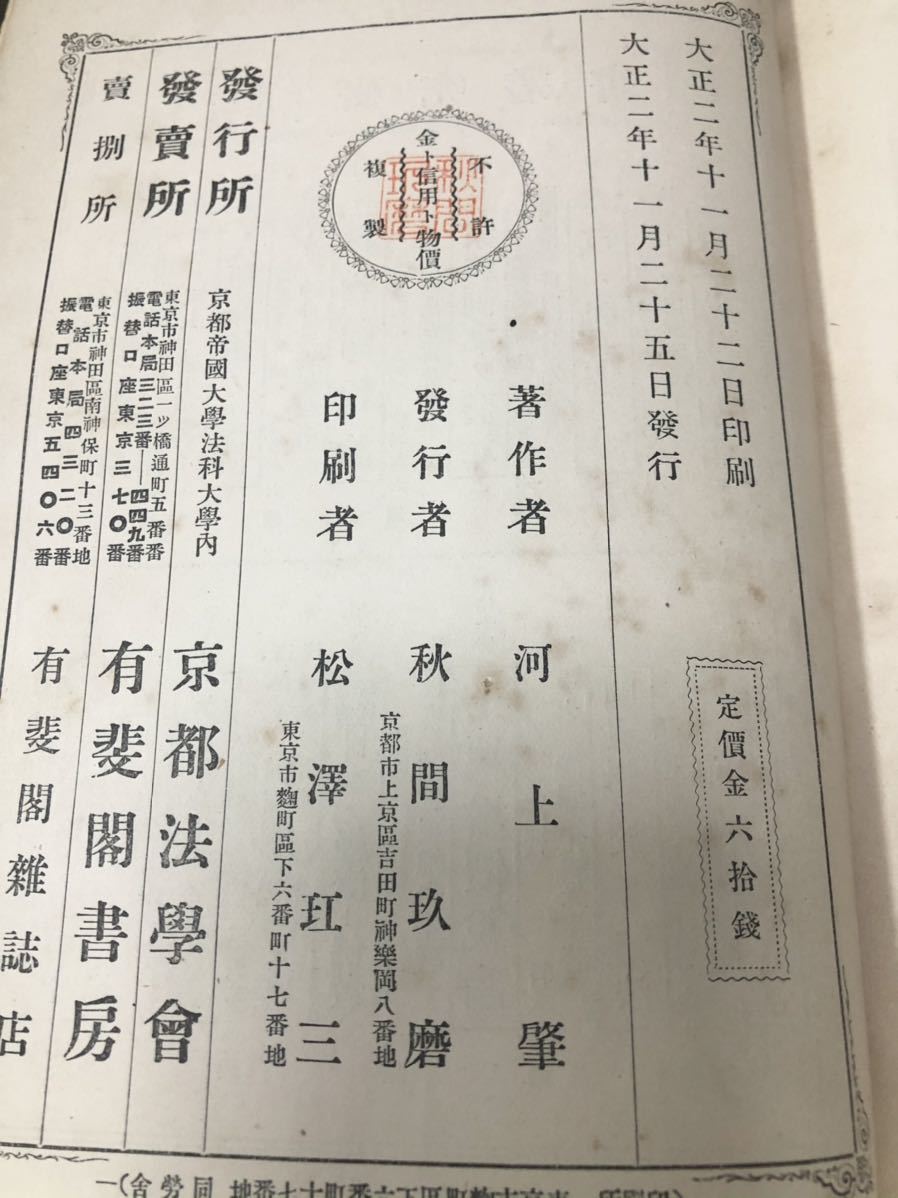 大正二年十一月二十二日印刷
大正二年十一月二十五日發行
定價金六拾錢
不許
複製
金ト信用ト物價
著作者 河上肇
發行者 秋間玖磨
京都市上京區吉田町神樂岡八番地
印刷者 松澤玒三
東京市麴町區下六番町十七番地
發行所 京都帝國大學法科大學內 京都法學會
發賣所 有斐閣書房
東京市神田區一ッ橋通町五番
電話本局三二三番——四四九番
振替口座東京三七〇番
賣捌所 有斐閣雜誌店
東京市神田區南神保町十三番地
電話本局四三二〇番
振替口座東京五四〇六番